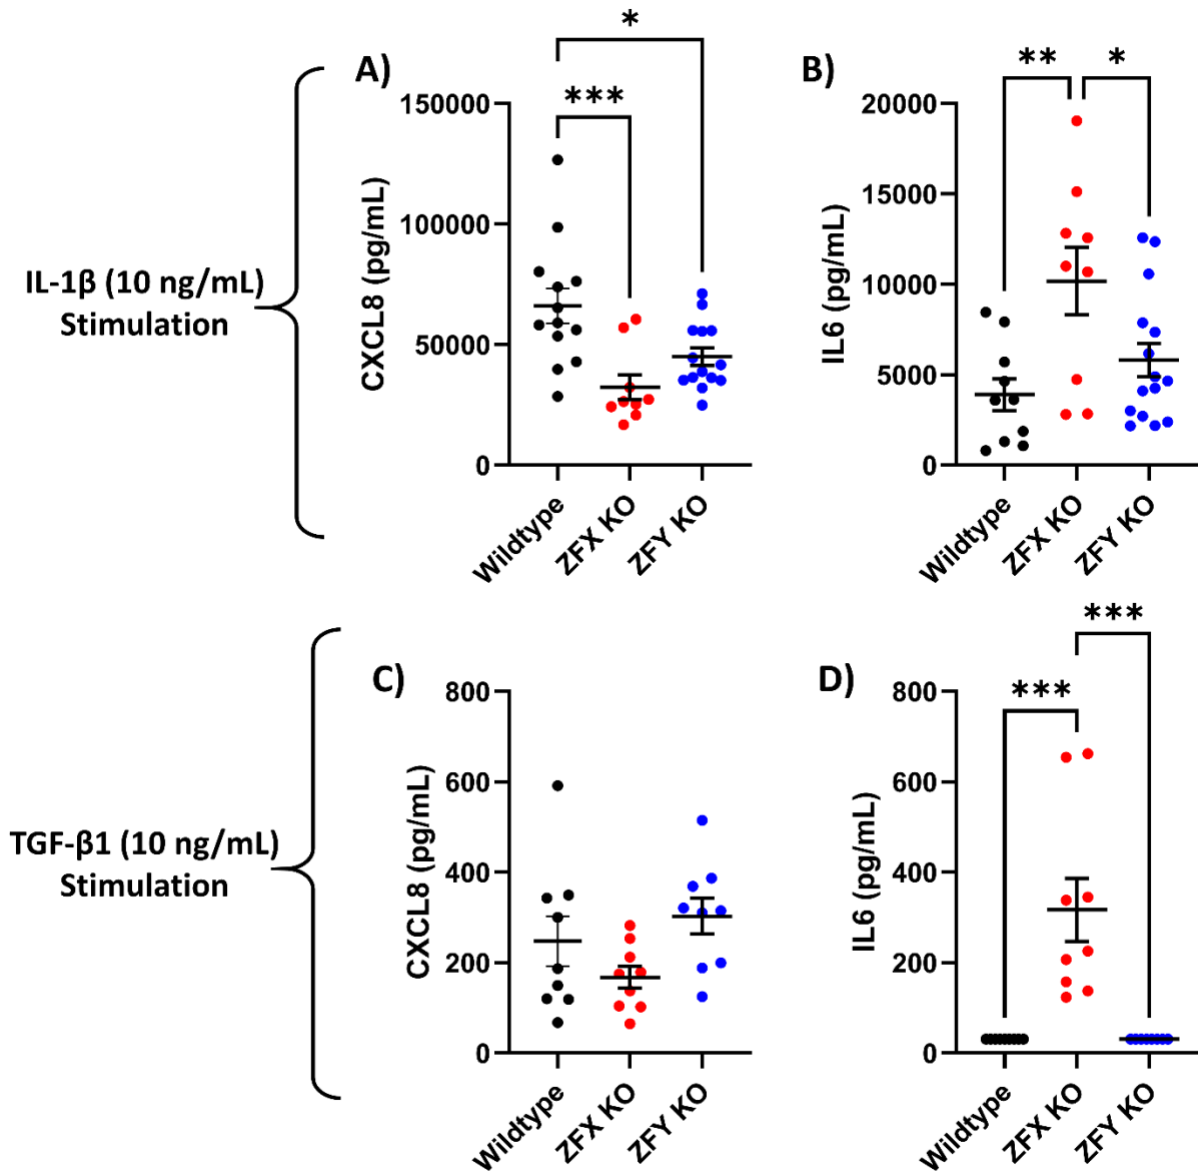 A)
*
***
CXCL8 (pg/mL)
150000
100000
50000
0
Wildtype
ZFX KO
ZFY KO
B)
**
*
IL6 (pg/mL)
20000
15000
10000
5000
0
Wildtype
ZFX KO
ZFY KO
IL-1β (10 ng/mL)
Stimulation
C)
CXCL8 (pg/mL)
800
600
400
200
0
Wildtype
ZFX KO
ZFY KO
D)
***
***
IL6 (pg/mL)
800
600
400
200
0
Wildtype
ZFX KO
ZFY KO
TGF-β1 (10 ng/mL)
Stimulation